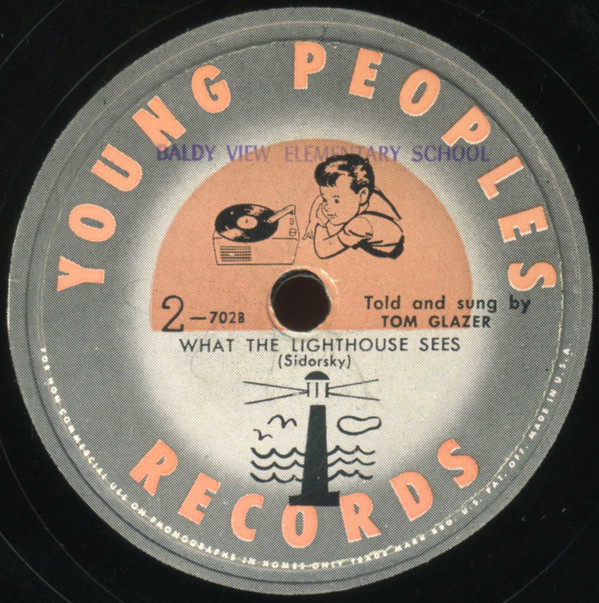 YOUNG PEOPLES
BALDY VIEW ELEMENTARY SCHOOL
2-702B
Told and sung by
TOM GLAZER
WHAT THE LIGHTHOUSE SEES
(Sidorsky)
RECORDS
FOR NON-COMMERCIAL USE ON PHONOGRAPHS IN HOMES ONLY TRADE MARK REG. U.S. PAT. OFF. MADE IN U.S.A.